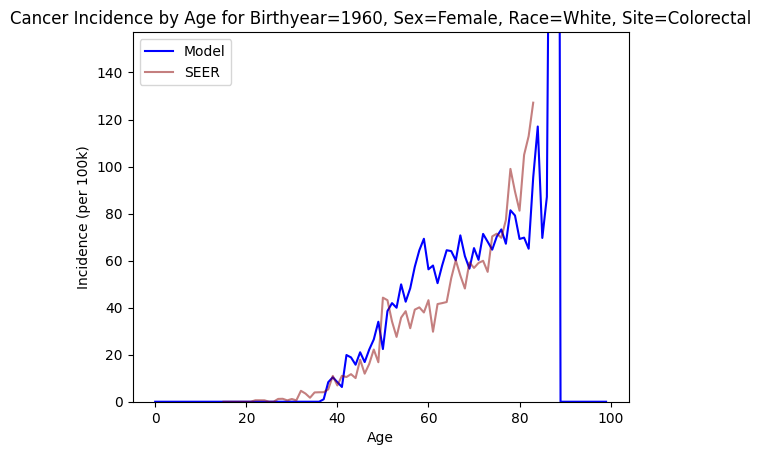 Cancer Incidence by Age for Birthyear=1960, Sex=Female, Race=White, Site=Colorectal
Model
SEER
Incidence (per 100k)
140
120
100
80
60
40
20
0
0 20 40 60 80 100
Age